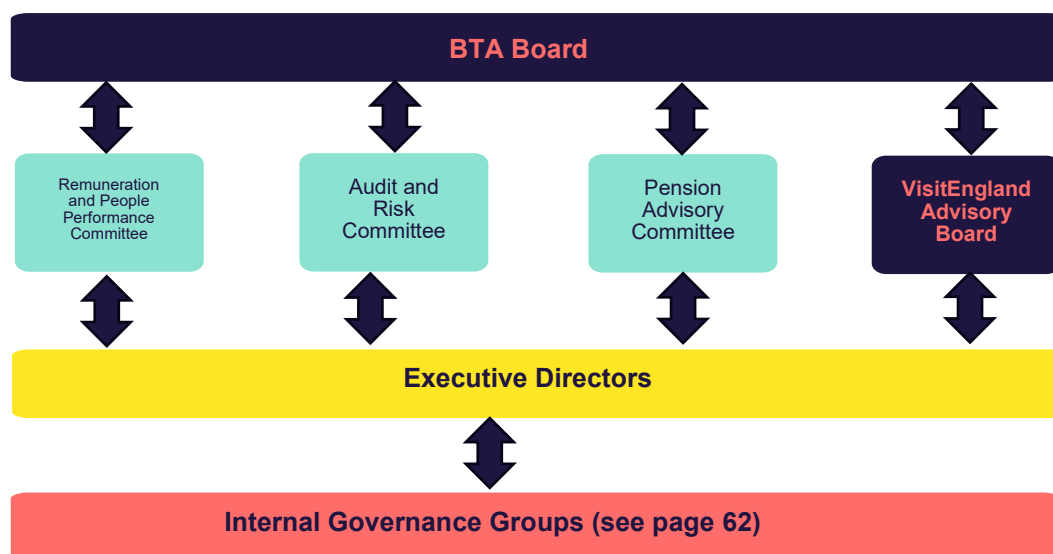 BTA Board
Remuneration
and People
Performance
Committee
Audit and
Risk
Committee
Pension
Advisory
Committee
VisitEngland
Advisory
Board
Executive Directors
Internal Governance Groups (see page 62)